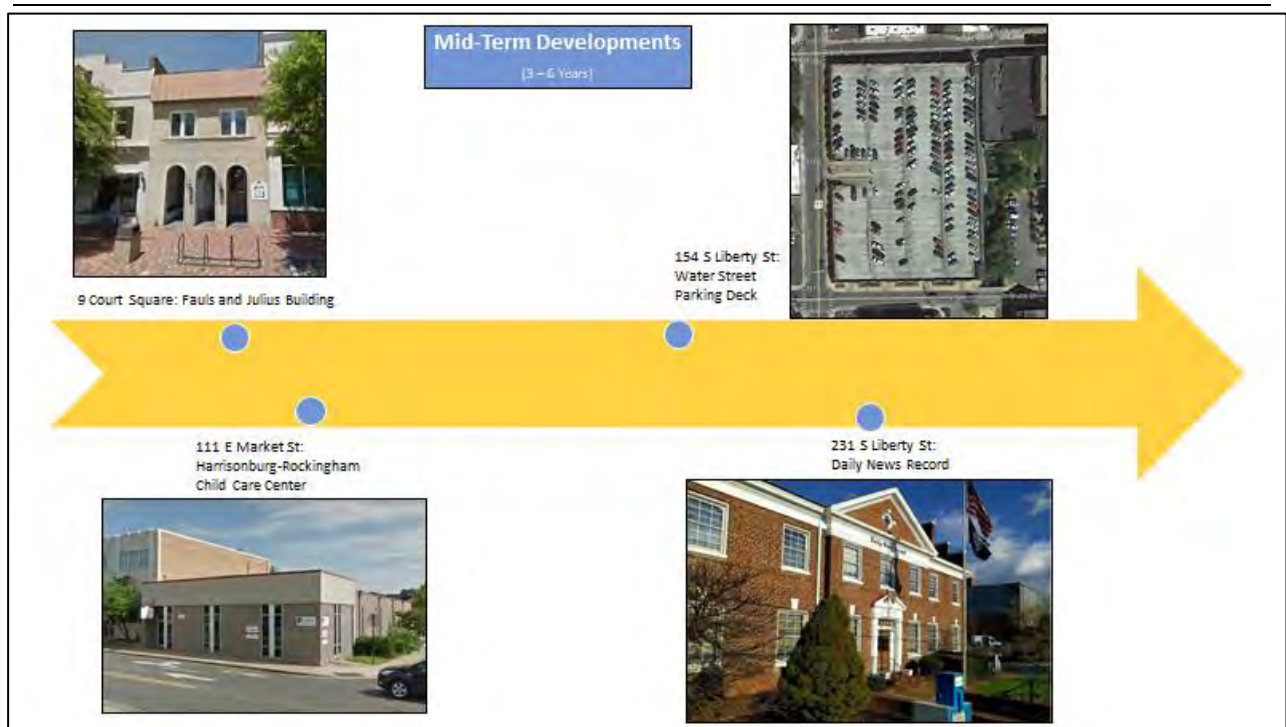 Mid-Term Developments
(3 – 6 Years)
9 Court Square: Fauls and Julius Building
154 S Liberty St:
Water Street
Parking Deck
111 E Market St:
Harrisonburg-Rockingham
Child Care Center
231 S Liberty St:
Daily News Record